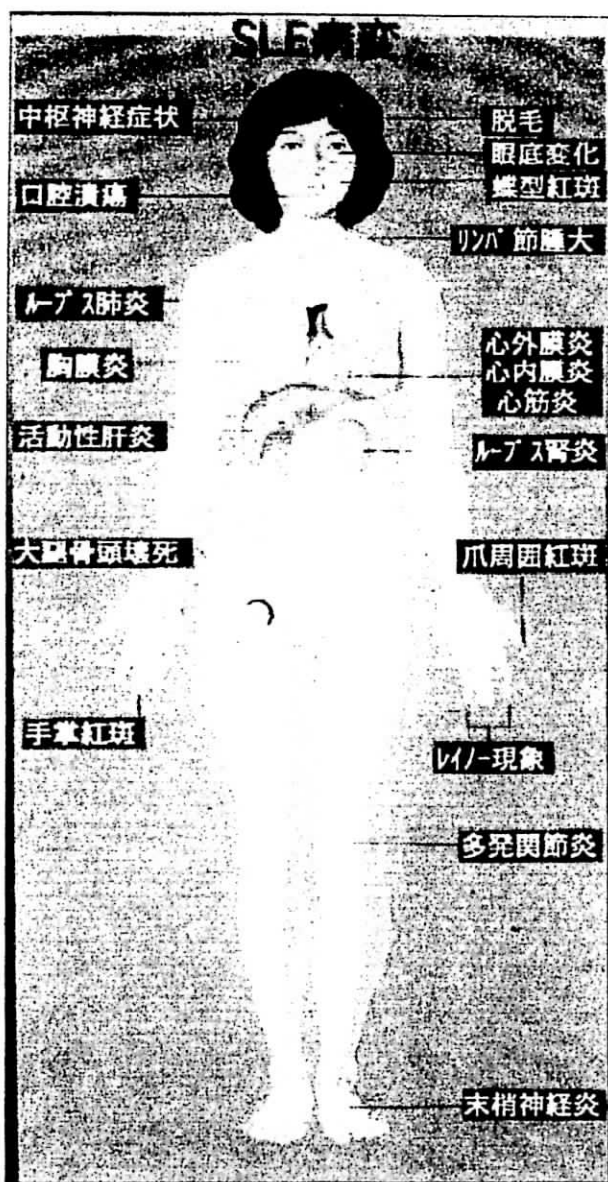 SLE病変
中枢神経症状
脱毛
眼底変化
口腔潰瘍
蝶型紅斑
リンパ節腫大
ループス肺炎
心外膜炎
胸膜炎
心内膜炎
心筋炎
活動性肝炎
ループス腎炎
大腿骨頭壊死
爪周囲紅斑
手掌紅斑
レイノー現象
多発関節炎
末梢神経炎